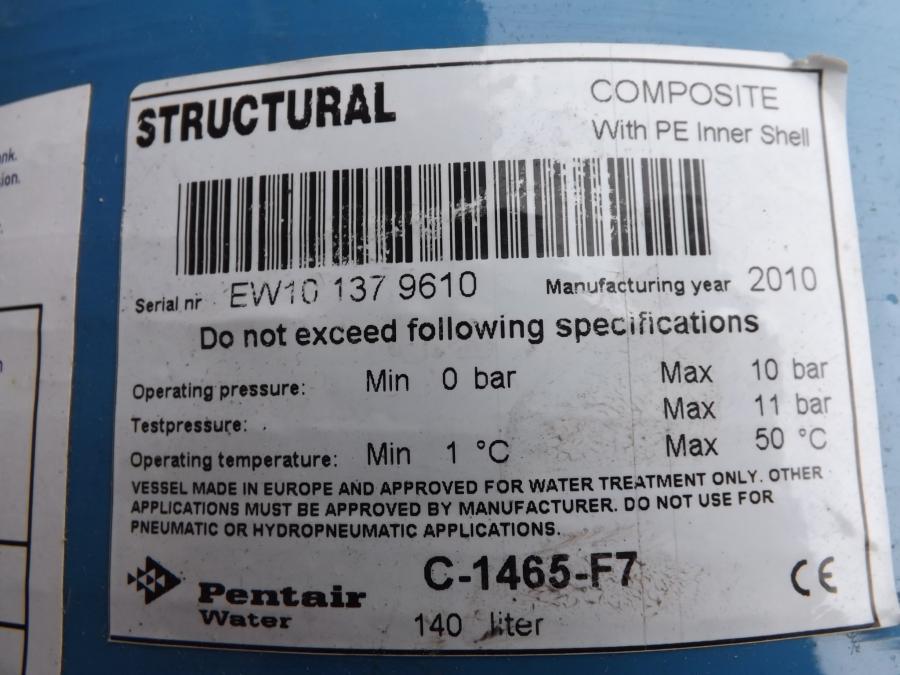 nk.
ion.
STRUCTURAL
COMPOSITE
With PE Inner Shell
Serial nr EW10 137 9610 Manufacturing year 2010
Do not exceed following specifications
Operating pressure: Min 0 bar Max 10 bar
Testpressure: Max 11 bar
Operating temperature: Min 1 °C Max 50 °C
VESSEL MADE IN EUROPE AND APPROVED FOR WATER TREATMENT ONLY. OTHER
APPLICATIONS MUST BE APPROVED BY MANUFACTURER. DO NOT USE FOR
PNEUMATIC OR HYDROPNEUMATIC APPLICATIONS.
Pentair
Water
C-1465-F7
140 liter
CE